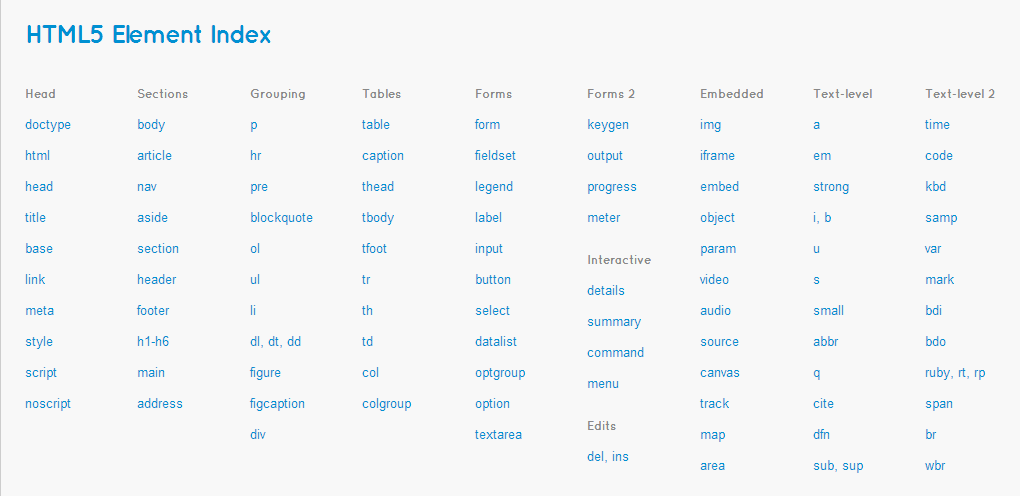 HTML5 Element Index
Head
doctype
html
head
title
base
link
meta
style
script
noscript
Sections
body
article
nav
aside
section
header
footer
h1-h6
main
address
Grouping
p
hr
pre
blockquote
ol
ul
li
dl, dt, dd
figure
figcaption
div
Tables
table
caption
thead
tbody
tfoot
tr
th
td
col
colgroup
Forms
form
fieldset
legend
label
input
button
select
datalist
optgroup
option
textarea
Forms 2
keygen
output
progress
meter
Interactive
details
summary
command
menu
Edits
del, ins
Embedded
img
iframe
embed
object
param
video
audio
source
canvas
track
map
area
Text-level
a
em
strong
i, b
u
s
small
abbr
q
cite
dfn
sub, sup
Text-level 2
time
code
kbd
samp
var
mark
bdi
bdo
ruby, rt, rp
span
br
wbr